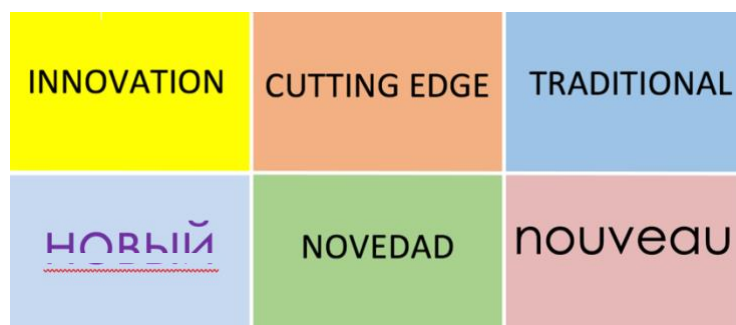 INNOVATION
CUTTING EDGE
TRADITIONAL
новый
NOVEDAD
nouveau